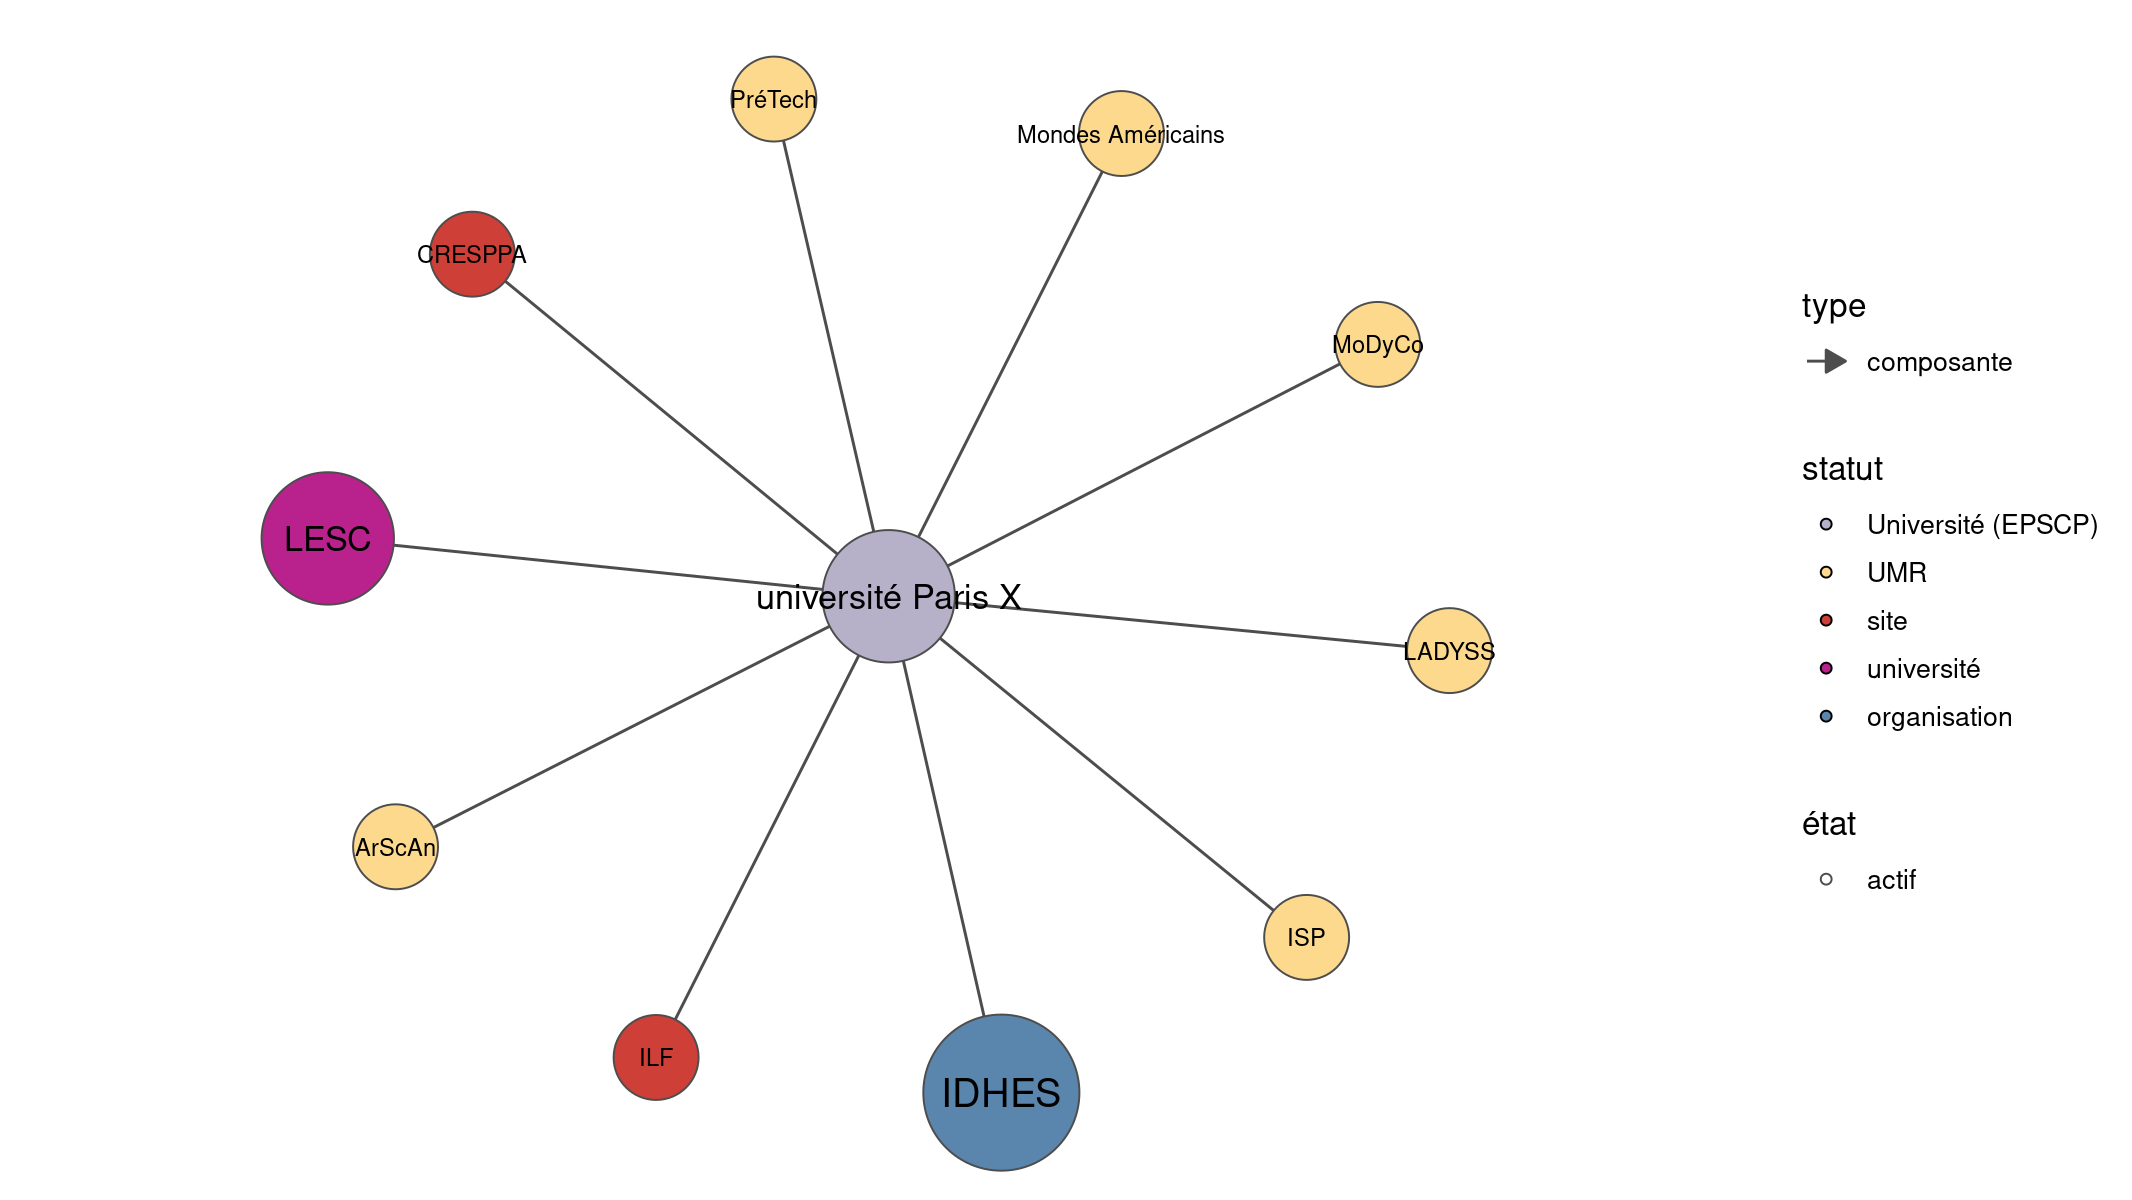 PréTech
Mondes Américains
CRESPPA
MoDyCo
LESC
université Paris X
LADYSS
ArScAn
ISP
ILF
IDHES
type
composante
statut
Université (EPSCP)
UMR
site
université
organisation
état
actif